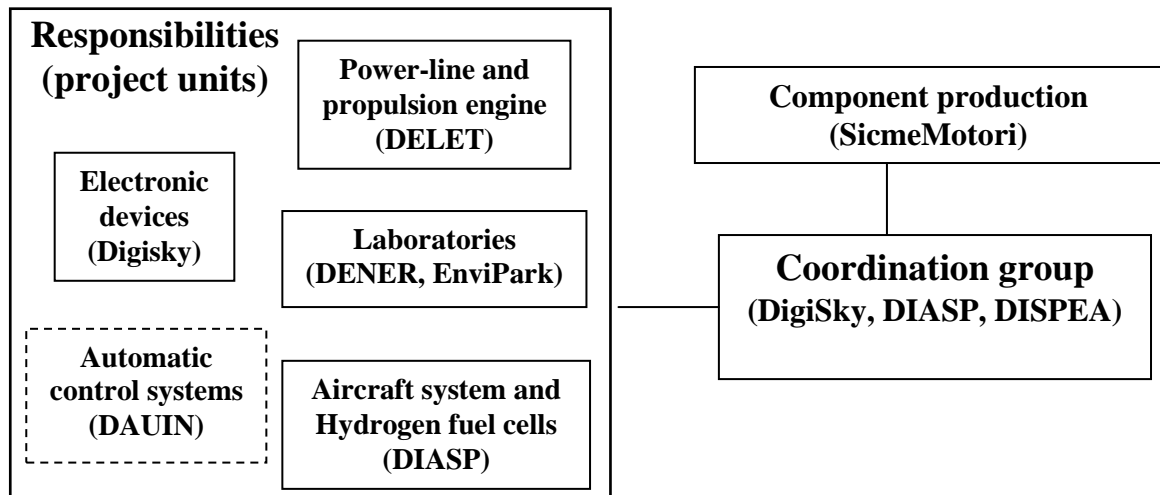 Responsibilities
(project units)
Power-line and
propulsion engine
(DELET)
Electronic
devices
(Digisky)
Laboratories
(DENER, EnviPark)
Automatic
control systems
(DAUIN)
Aircraft system and
Hydrogen fuel cells
(DIASP)
Component production
(SicmeMotori)
Coordination group
(DigiSky, DIASP, DISPEA)